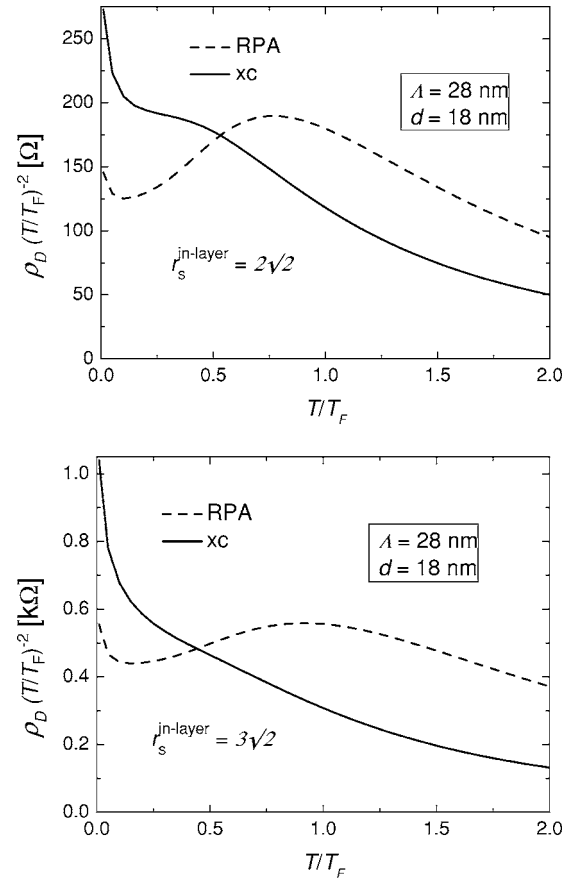 250
200
150
100
50
0
ρ_D (T/T_F)^-2 [Ω]
RPA
xc
Λ = 28 nm
d = 18 nm
r_s^in-layer = 2√2
0.0 0.5 1.0 1.5 2.0
T/T_F
1.0
0.8
0.6
0.4
0.2
0.0
ρ_D (T/T_F)^-2 [kΩ]
RPA
xc
Λ = 28 nm
d = 18 nm
r_s^in-layer = 3√2
0.0 0.5 1.0 1.5 2.0
T/T_F